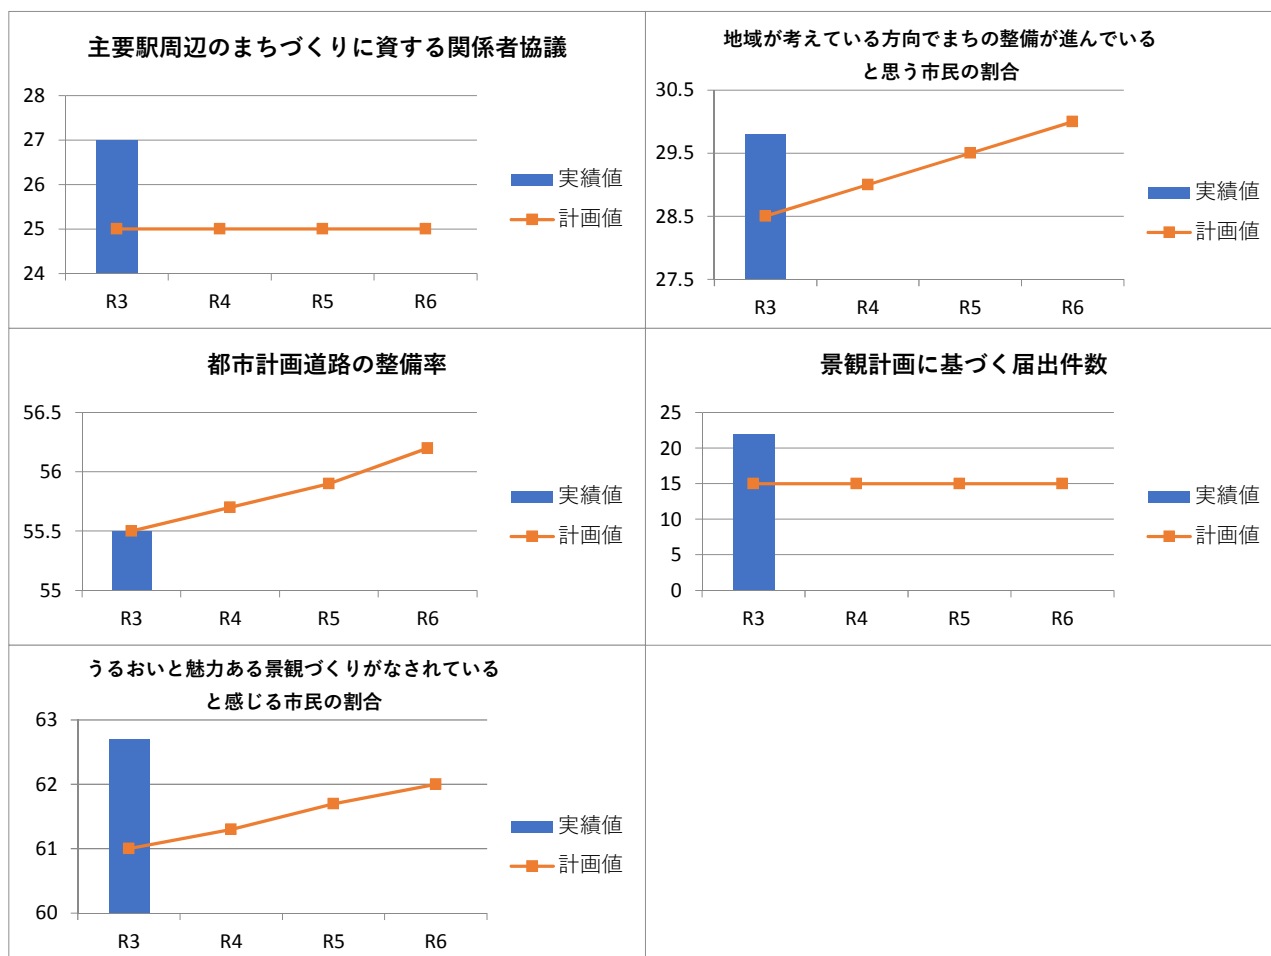 主要駅周辺のまちづくりに資する関係者協議
28
27
26
25
24
R3 R4 R5 R6
実績値
計画値
地域が考えている方向でまちの整備が進んでいる
と思う市民の割合
30.5
29.5
28.5
27.5
R3 R4 R5 R6
実績値
計画値
都市計画道路の整備率
56.5
56
55.5
55
R3 R4 R5 R6
実績値
計画値
景観計画に基づく届出件数
25
20
15
10
5
0
R3 R4 R5 R6
実績値
計画値
うるおいと魅力ある景観づくりがなされている
と感じる市民の割合
63
62
61
60
R3 R4 R5 R6
実績値
計画値